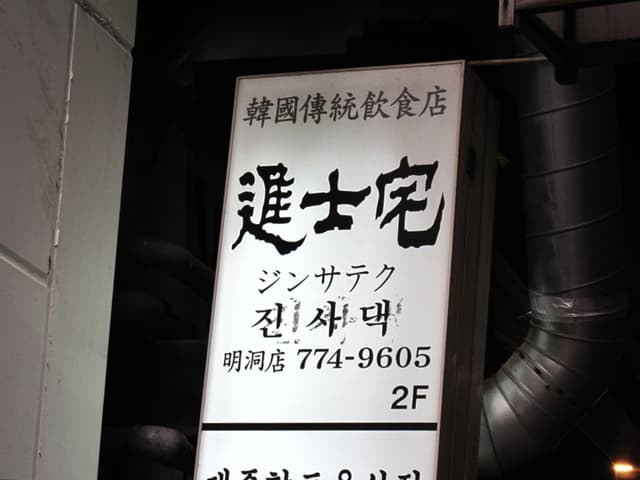 韓國傳統飮食店
進士宅
ジンサテク
진사댁
明洞店 774-9605
2F